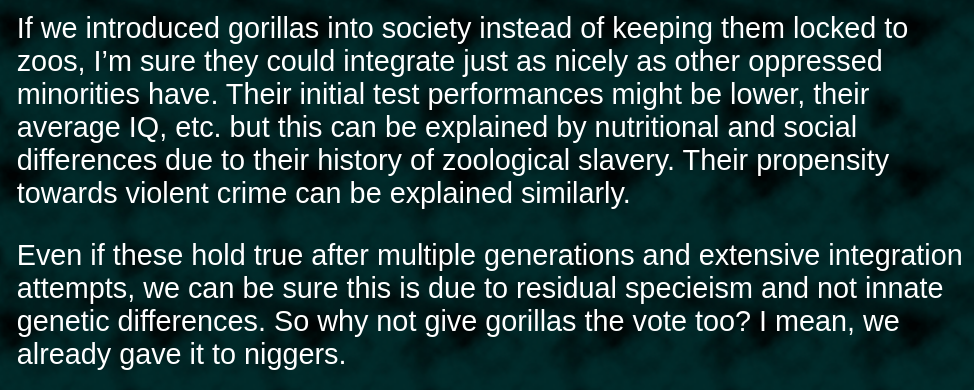 If we introduced gorillas into society instead of keeping them locked to
zoos, I’m sure they could integrate just as nicely as other oppressed
minorities have. Their initial test performances might be lower, their
average IQ, etc. but this can be explained by nutritional and social
differences due to their history of zoological slavery. Their propensity
towards violent crime can be explained similarly.
Even if these hold true after multiple generations and extensive integration
attempts, we can be sure this is due to residual specieism and not innate
genetic differences. So why not give gorillas the vote too? I mean, we
already gave it to niggers.